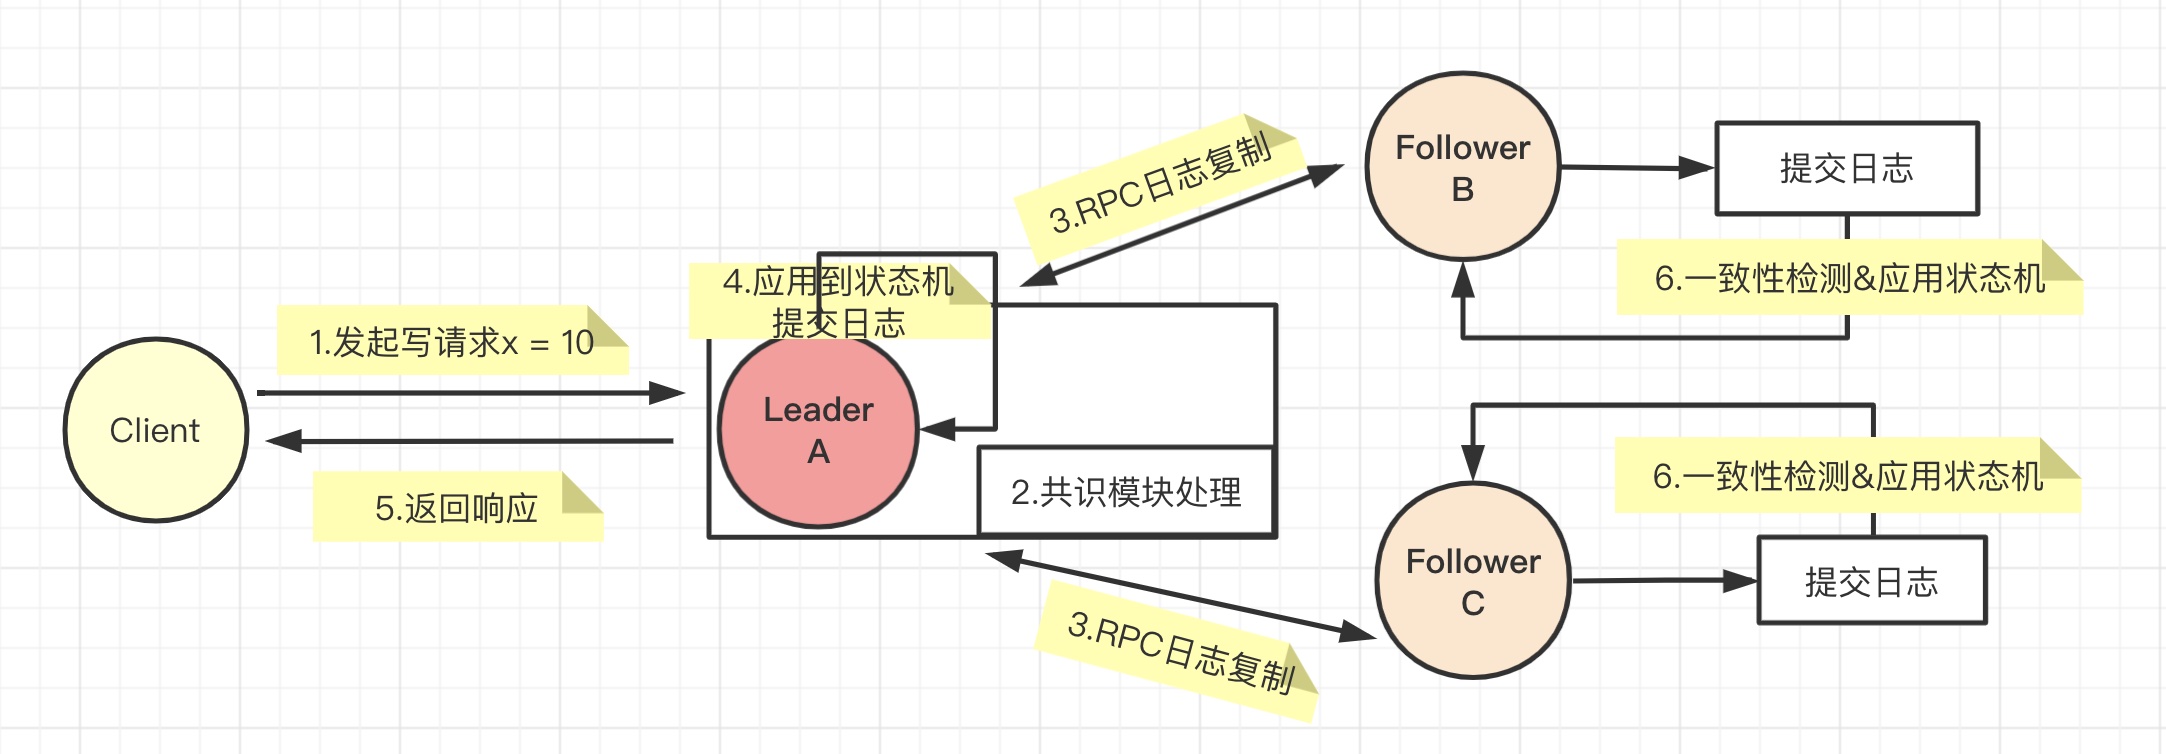 1.发起写请求x = 10
Client
5.返回响应
4.应用到状态机
提交日志
Leader
A
2.共识模块处理
3.RPC日志复制
3.RPC日志复制
Follower
B
提交日志
6.一致性检测&应用状态机
6.一致性检测&应用状态机
Follower
C
提交日志